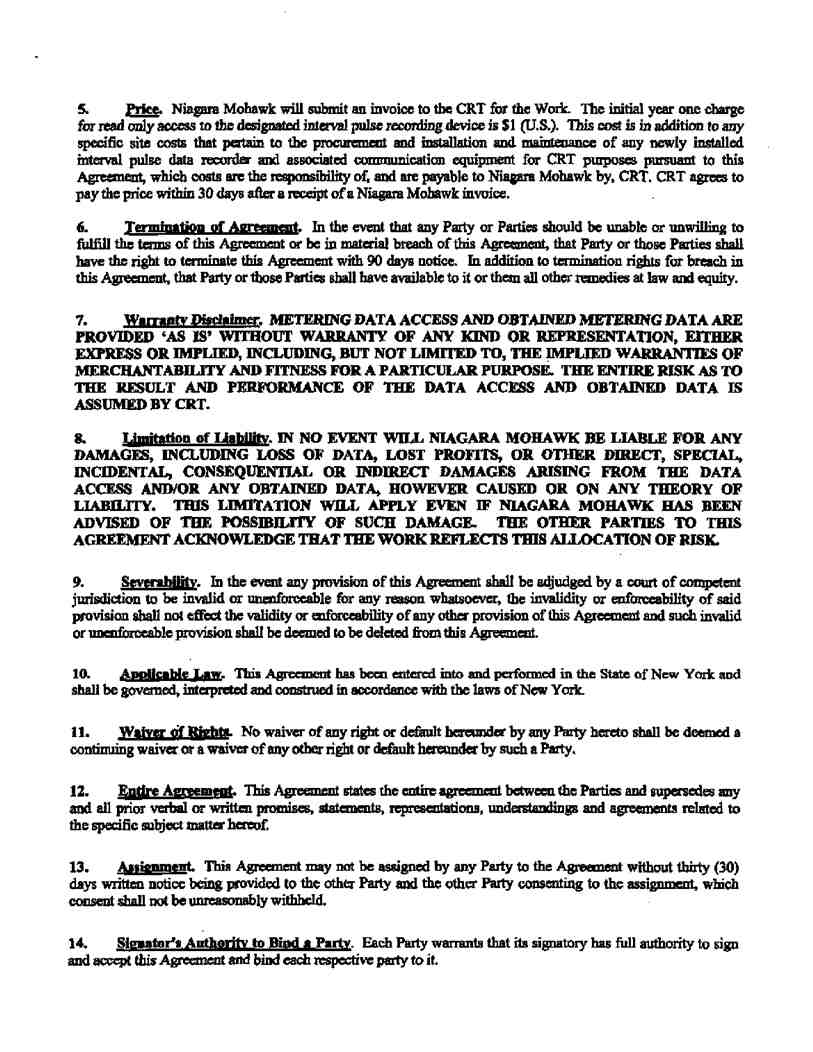 5. Price. Niagara Mohawk will submit an invoice to the CRT for the Work. The initial year one charge
for read only access to the designated interval pulse recording device is $1 (U.S.). This cost is in addition to any
specific site costs that pertain to the procurement and installation and maintenance of any newly installed
interval pulse data recorder and associated communication equipment for CRT purposes pursuant to this
Agreement, which costs are the responsibility of, and are payable to Niagara Mohawk by, CRT. CRT agrees to
pay the price within 30 days after a receipt of a Niagara Mohawk invoice.
6. Termination of Agreement. In the event that any Party or Parties should be unable or unwilling to
fulfill the terms of this Agreement or be in material breach of this Agreement, that Party or those Parties shall
have the right to terminate this Agreement with 90 days notice. In addition to termination rights for breach in
this Agreement, that Party or those Parties shall have available to it or them all other remedies at law and equity.
7. Warranty Disclaimer. METERING DATA ACCESS AND OBTAINED METERING DATA ARE
PROVIDED ‘AS IS’ WITHOUT WARRANTY OF ANY KIND OR REPRESENTATION, EITHER
EXPRESS OR IMPLIED, INCLUDING, BUT NOT LIMITED TO, THE IMPLIED WARRANTIES OF
MERCHANTABILITY AND FITNESS FOR A PARTICULAR PURPOSE. THE ENTIRE RISK AS TO
THE RESULT AND PERFORMANCE OF THE DATA ACCESS AND OBTAINED DATA IS
ASSUMED BY CRT.
8. Limitation of Liability. IN NO EVENT WILL NIAGARA MOHAWK BE LIABLE FOR ANY
DAMAGES, INCLUDING LOSS OF DATA, LOST PROFITS, OR OTHER DIRECT, SPECIAL,
INCIDENTAL, CONSEQUENTIAL OR INDIRECT DAMAGES ARISING FROM THE DATA
ACCESS AND/OR ANY OBTAINED DATA, HOWEVER CAUSED OR ON ANY THEORY OF
LIABILITY. THIS LIMITATION WILL APPLY EVEN IF NIAGARA MOHAWK HAS BEEN
ADVISED OF THE POSSIBILITY OF SUCH DAMAGE. THE OTHER PARTIES TO THIS
AGREEMENT ACKNOWLEDGE THAT THE WORK REFLECTS THIS ALLOCATION OF RISK.
9. Severability. In the event any provision of this Agreement shall be adjudged by a court of competent
jurisdiction to be invalid or unenforceable for any reason whatsoever, the invalidity or enforceability of said
provision shall not effect the validity or enforceability of any other provision of this Agreement and such invalid
or unenforceable provision shall be deemed to be deleted from this Agreement.
10. Applicable Law. This Agreement has been entered into and performed in the State of New York and
shall be governed, interpreted and construed in accordance with the laws of New York.
11. Waiver of Rights. No waiver of any right or default hereunder by any Party hereto shall be deemed a
continuing waiver or a waiver of any other right or default hereunder by such a Party.
12. Entire Agreement. This Agreement states the entire agreement between the Parties and supersedes any
and all prior verbal or written promises, statements, representations, understandings and agreements related to
the specific subject matter hereof.
13. Assignment. This Agreement may not be assigned by any Party to the Agreement without thirty (30)
days written notice being provided to the other Party and the other Party consenting to the assignment, which
consent shall not be unreasonably withheld.
14. Signator's Authority to Bind a Party. Each Party warrants that its signatory has full authority to sign
and accept this Agreement and bind each respective party to it.